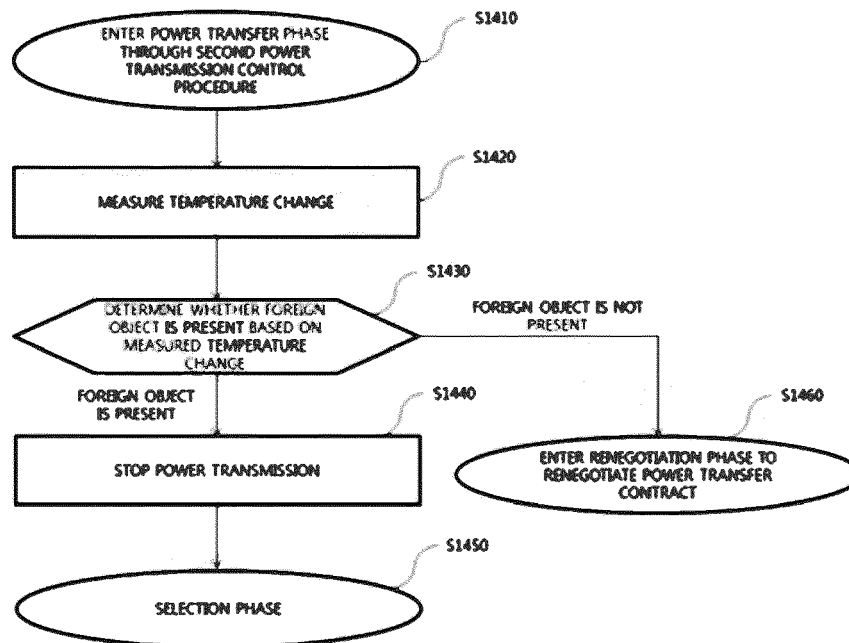 ENTER POWER TRANSFER PHASE
THROUGH SECOND POWER
TRANSMISSION CONTROL
PROCEDURE
S1410
MEASURE TEMPERATURE CHANGE
S1420
DETERMINE WHETHER FOREIGN
OBJECT IS PRESENT BASED ON
MEASURED TEMPERATURE
CHANGE
S1430
FOREIGN OBJECT IS NOT
PRESENT
FOREIGN OBJECT
IS PRESENT
STOP POWER TRANSMISSION
S1440
ENTER RENEGOTIATION PHASE TO
RENEGOTIATE POWER TRANSFER
CONTRACT
S1460
SELECTION PHASE
S1450